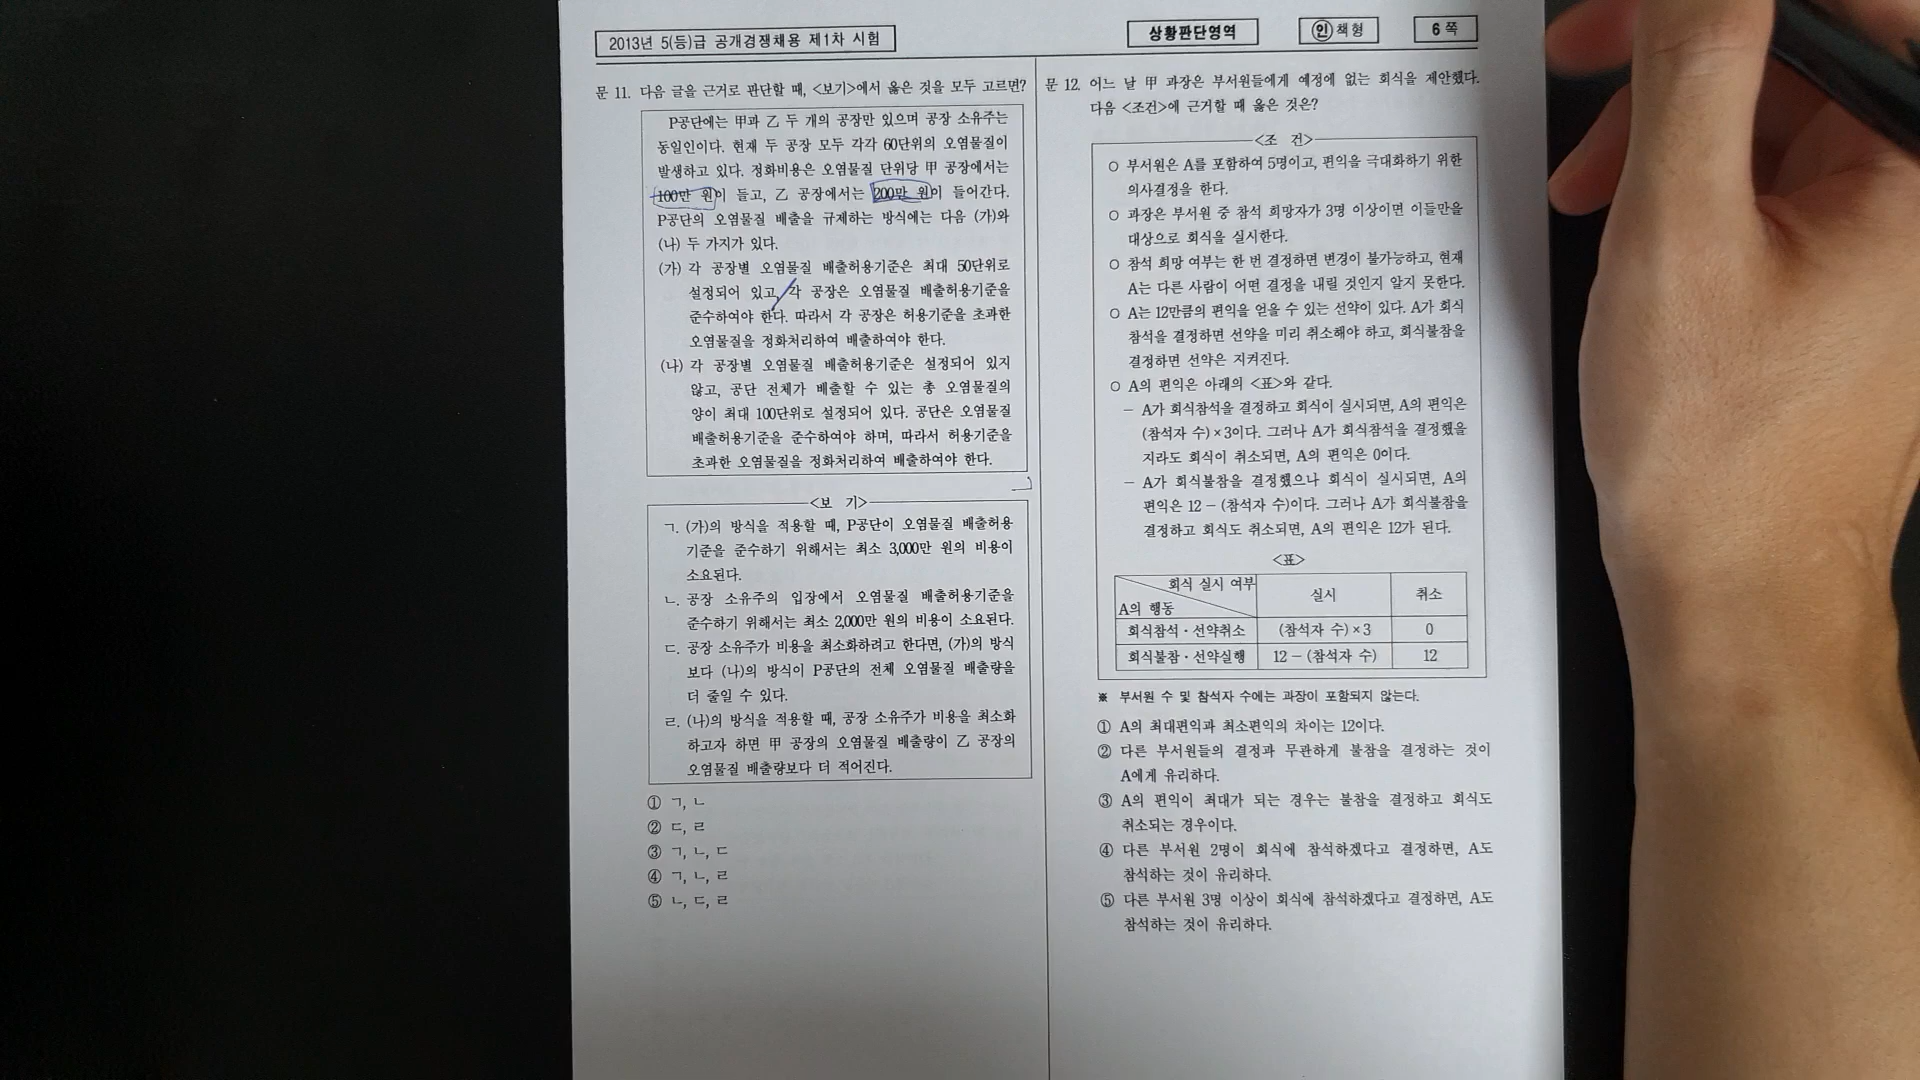 2013년 5(등)급 공개경쟁채용 제1차 시험
상황판단영역
인 책형
6 쪽
문 11. 다음 글을 근거로 판단할 때, <보기>에서 옳은 것을 모두 고르면?
P공단에는 甲과 乙 두 개의 공장만 있으며 공장 소유주는
동일인이다. 현재 두 공장 모두 각각 60단위의 오염물질이
발생하고 있다. 정화비용은 오염물질 단위당 甲 공장에서는
100만 원이 들고, 乙 공장에서는 200만 원이 들어간다.
P공단의 오염물질 배출을 규제하는 방식에는 다음 (가)와
(나) 두 가지가 있다.
(가) 각 공장별 오염물질 배출허용기준은 최대 50단위로
설정되어 있고, 각 공장은 오염물질 배출허용기준을
준수하여야 한다. 따라서 각 공장은 허용기준을 초과한
오염물질을 정화처리하여 배출하여야 한다.
(나) 각 공장별 오염물질 배출허용기준은 설정되어 있지
않고, 공단 전체가 배출할 수 있는 총 오염물질의
양이 최대 100단위로 설정되어 있다. 공단은 오염물질
배출허용기준을 준수하여야 하며, 따라서 허용기준을
초과한 오염물질을 정화처리하여 배출하여야 한다.
<보 기>
ㄱ. (가)의 방식을 적용할 때, P공단이 오염물질 배출허용
기준을 준수하기 위해서는 최소 3,000만 원의 비용이
소요된다.
ㄴ. 공장 소유주의 입장에서 오염물질 배출허용기준을
준수하기 위해서는 최소 2,000만 원의 비용이 소요된다.
ㄷ. 공장 소유주가 비용을 최소화하려고 한다면, (가)의 방식
보다 (나)의 방식이 P공단의 전체 오염물질 배출량을
더 줄일 수 있다.
ㄹ. (나)의 방식을 적용할 때, 공장 소유주가 비용을 최소화
하고자 하면 甲 공장의 오염물질 배출량이 乙 공장의
오염물질 배출량보다 더 적어진다.
① ㄱ, ㄴ
② ㄷ, ㄹ
③ ㄱ, ㄴ, ㄷ
④ ㄱ, ㄴ, ㄹ
⑤ ㄴ, ㄷ, ㄹ
문 12. 어느 날 甲 과장은 부서원들에게 예정에 없는 회식을 제안했다.
다음 <조건>에 근거할 때 옳은 것은?
<조 건>
○ 부서원은 A를 포함하여 5명이고, 편익을 극대화하기 위한
의사결정을 한다.
○ 과장은 부서원 중 참석 희망자가 3명 이상이면 이들만을
대상으로 회식을 실시한다.
○ 참석 희망 여부는 한 번 결정하면 변경이 불가능하고, 현재
A는 다른 사람이 어떤 결정을 내릴 것인지 알지 못한다.
○ A는 12만큼의 편익을 얻을 수 있는 선약이 있다. A가 회식
참석을 결정하면 선약을 미리 취소해야 하고, 회식불참을
결정하면 선약은 지켜진다.
○ A의 편익은 아래의 <표>와 같다.
- A가 회식참석을 결정하고 회식이 실시되면, A의 편익은
(참석자 수)×3이다. 그러나 A가 회식참석을 결정했을
지라도 회식이 취소되면, A의 편익은 0이다.
- A가 회식불참을 결정했으나 회식이 실시되면, A의
편익은 12 - (참석자 수)이다. 그러나 A가 회식불참을
결정하고 회식도 취소되면, A의 편익은 12가 된다.
<표>
회식 실시 여부
A의 행동
실시
취소
회식참석·선약취소 (참석자 수)×3 0
회식불참·선약실행 12 - (참석자 수) 12
※ 부서원 수 및 참석자 수에는 과장이 포함되지 않는다.
① A의 최대편익과 최소편익의 차이는 12이다.
② 다른 부서원들의 결정과 무관하게 불참을 결정하는 것이
A에게 유리하다.
③ A의 편익이 최대가 되는 경우는 불참을 결정하고 회식도
취소되는 경우이다.
④ 다른 부서원 2명이 회식에 참석하겠다고 결정하면, A도
참석하는 것이 유리하다.
⑤ 다른 부서원 3명 이상이 회식에 참석하겠다고 결정하면, A도
참석하는 것이 유리하다.